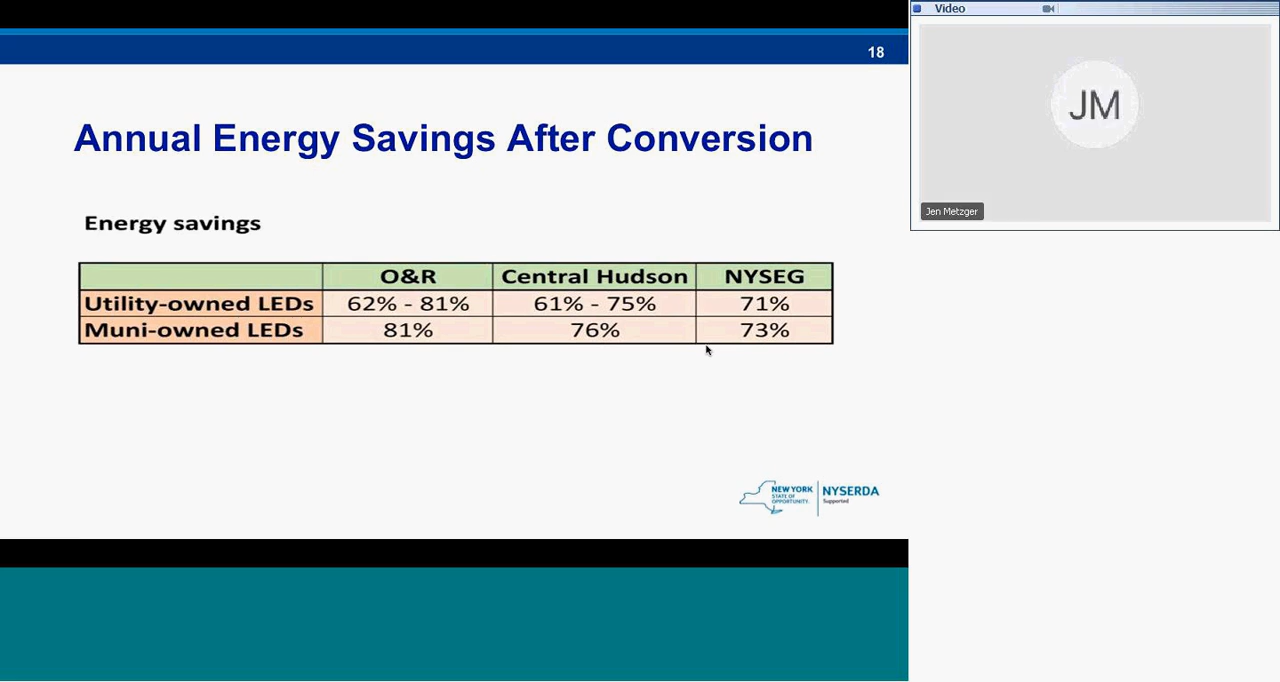 18
Annual Energy Savings After Conversion
Energy savings
O&R Central Hudson NYSEG
Utility-owned LEDs 62% - 81% 61% - 75% 71%
Muni-owned LEDs 81% 76% 73%
NEW YORK
STATE OF
OPPORTUNITY.
NYSERDA
Supported
Video
JM
Jen Metzger